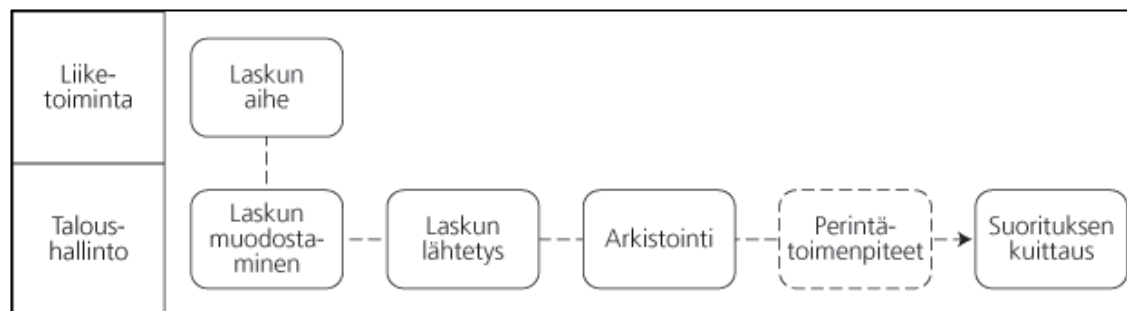 Liike-
toiminta
Laskun
aihe
Talous-
hallinto
Laskun
muodosta-
minen
Laskun
lähtetys
Arkistointi
Perintä-
toimenpiteet
Suorituksen
kuittaus